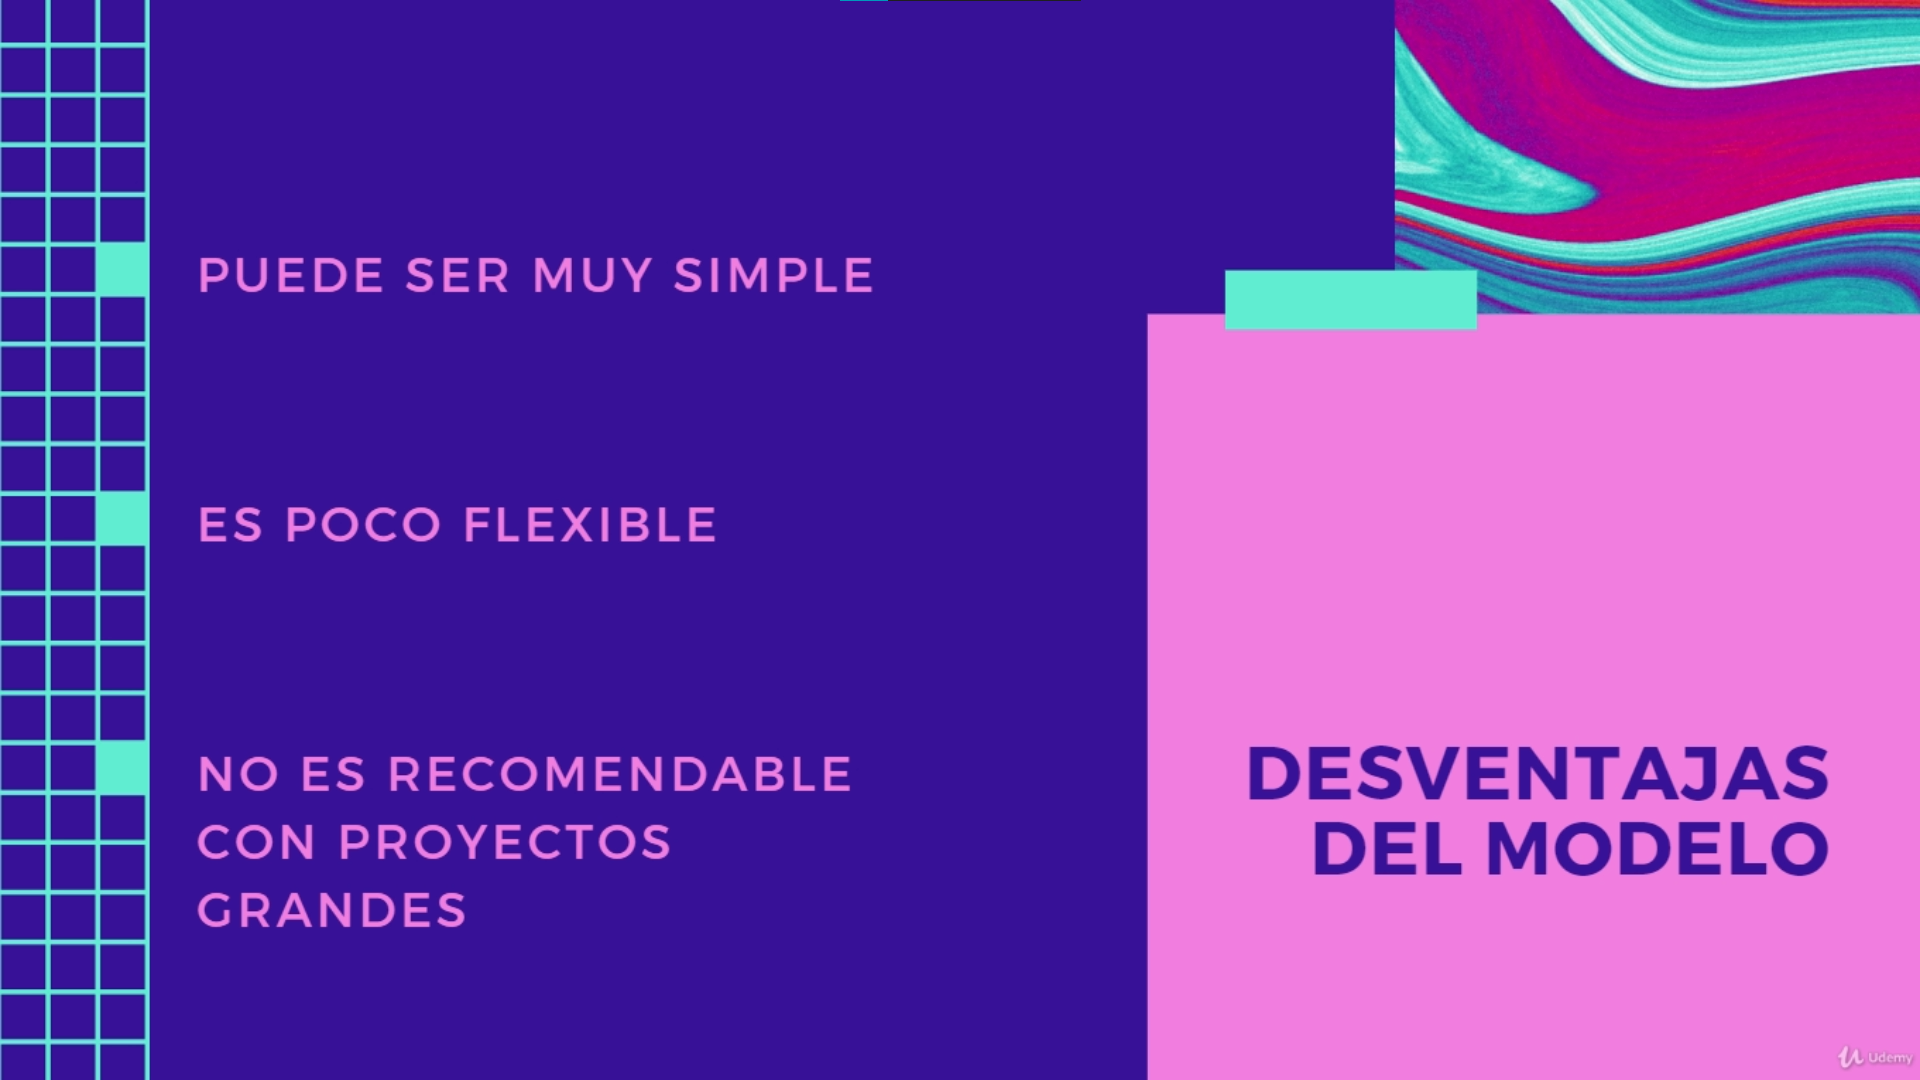 PUEDE SER MUY SIMPLE
ES POCO FLEXIBLE
NO ES RECOMENDABLE
CON PROYECTOS
GRANDES
DESVENTAJAS
DEL MODELO
Udemy